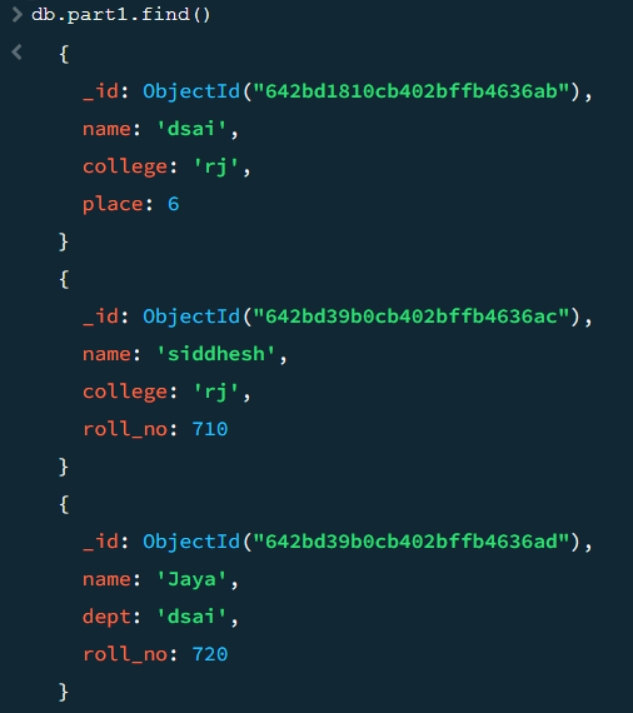 > db.part1.find()
< {
_id: ObjectId("642bd1810cb402bffb4636ab"),
name: 'dsai',
college: 'rj',
place: 6
}
{
_id: ObjectId("642bd39b0cb402bffb4636ac"),
name: 'siddhesh',
college: 'rj',
roll_no: 710
}
{
_id: ObjectId("642bd39b0cb402bffb4636ad"),
name: 'Jaya',
dept: 'dsai',
roll_no: 720
}